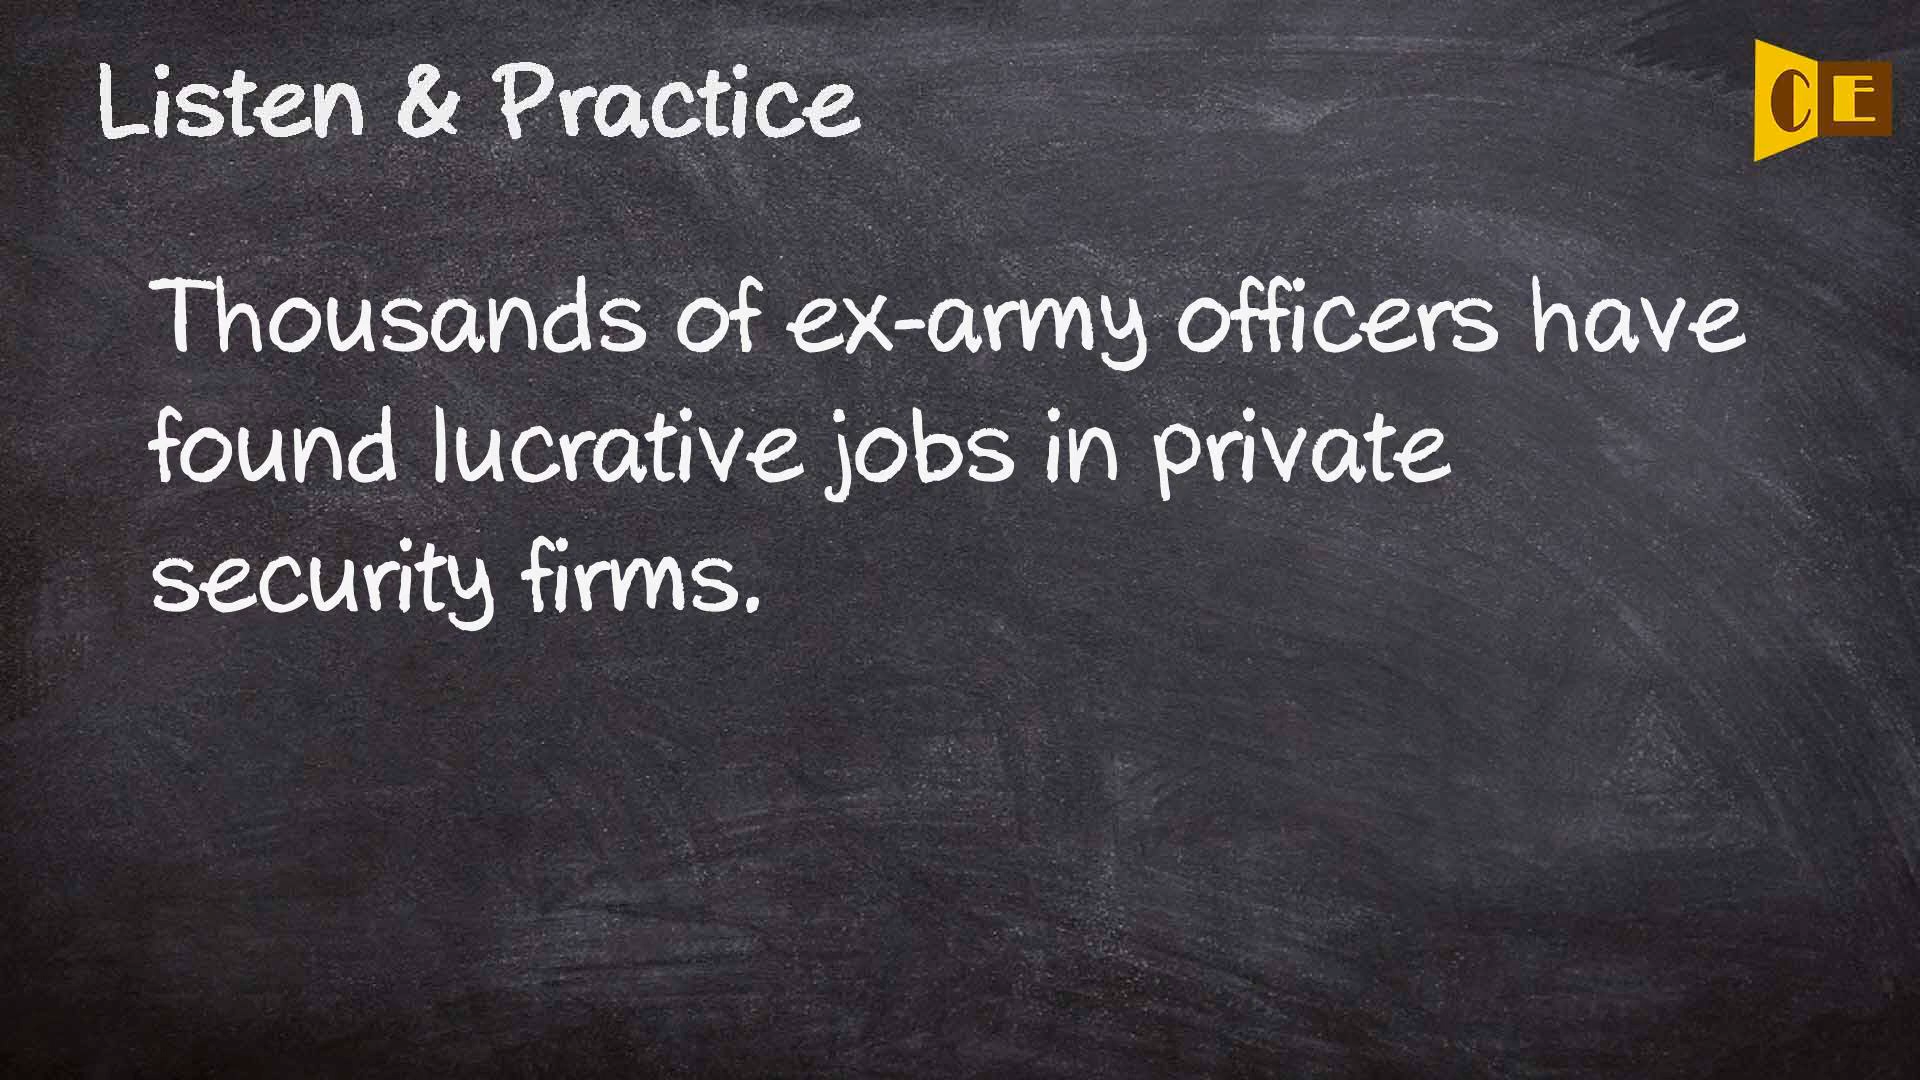 Listen & Practice
CE
Thousands of ex-army officers have
found lucrative jobs in private
security firms.